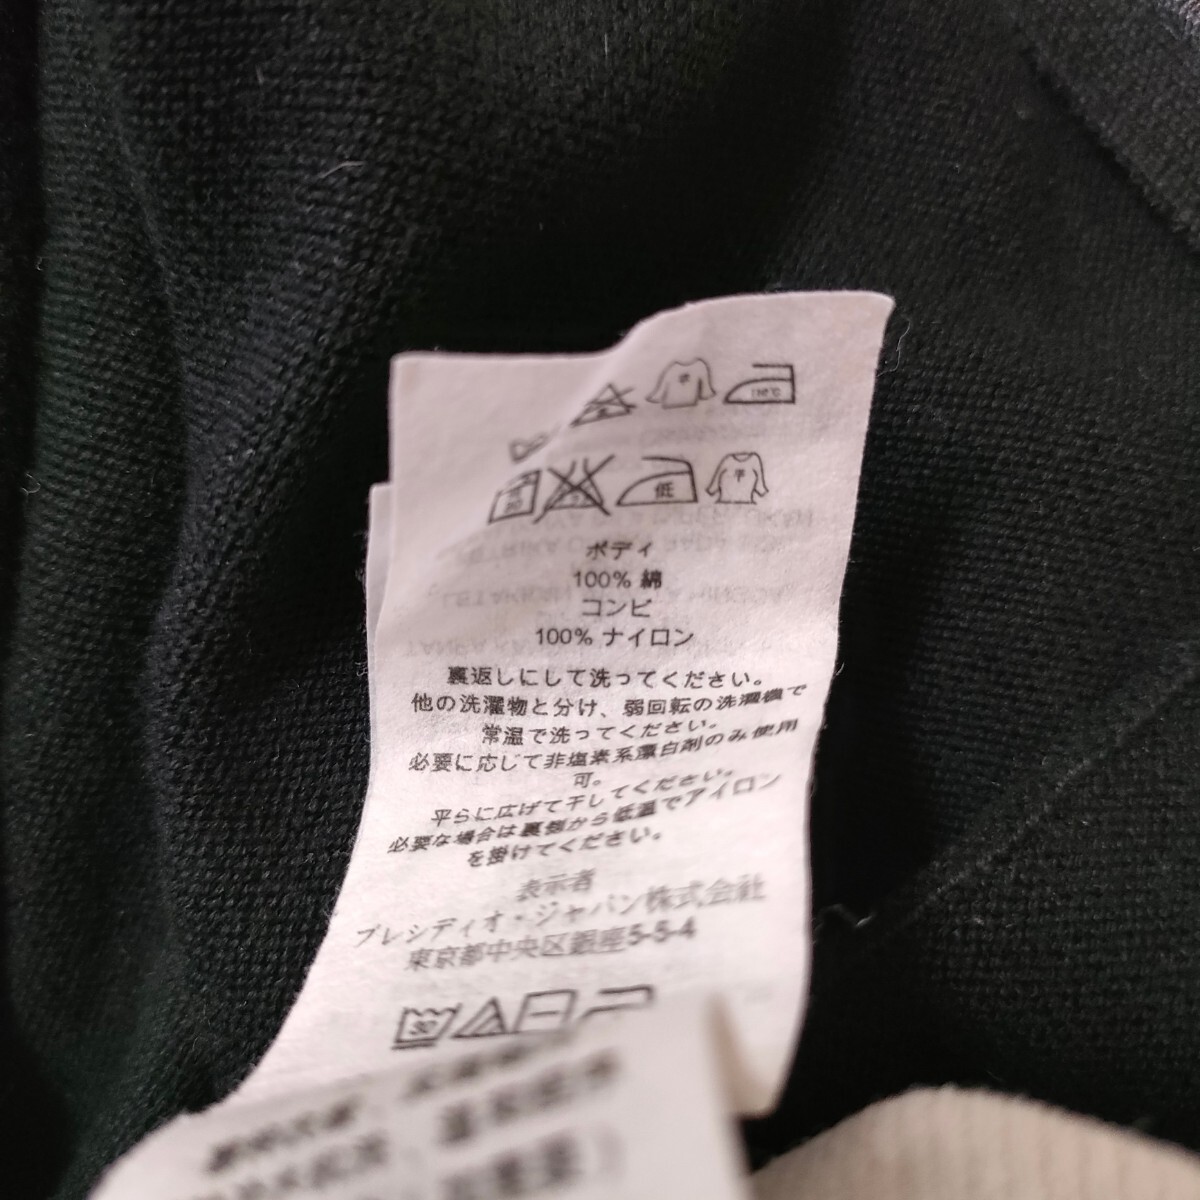 低
ボディ
100% 綿
コンビ
100% ナイロン
裏返しにして洗ってください。
他の洗濯物と分け、弱回転の洗濯機で
常温で洗ってください。
必要に応じて非塩素系漂白剤のみ使用
可。
平らに広げて干してください。
必要な場合は裏側から低温でアイロン
を掛けてください。
表示者
プレシディオ・ジャパン株式会社
東京都中央区銀座5-5-4
30